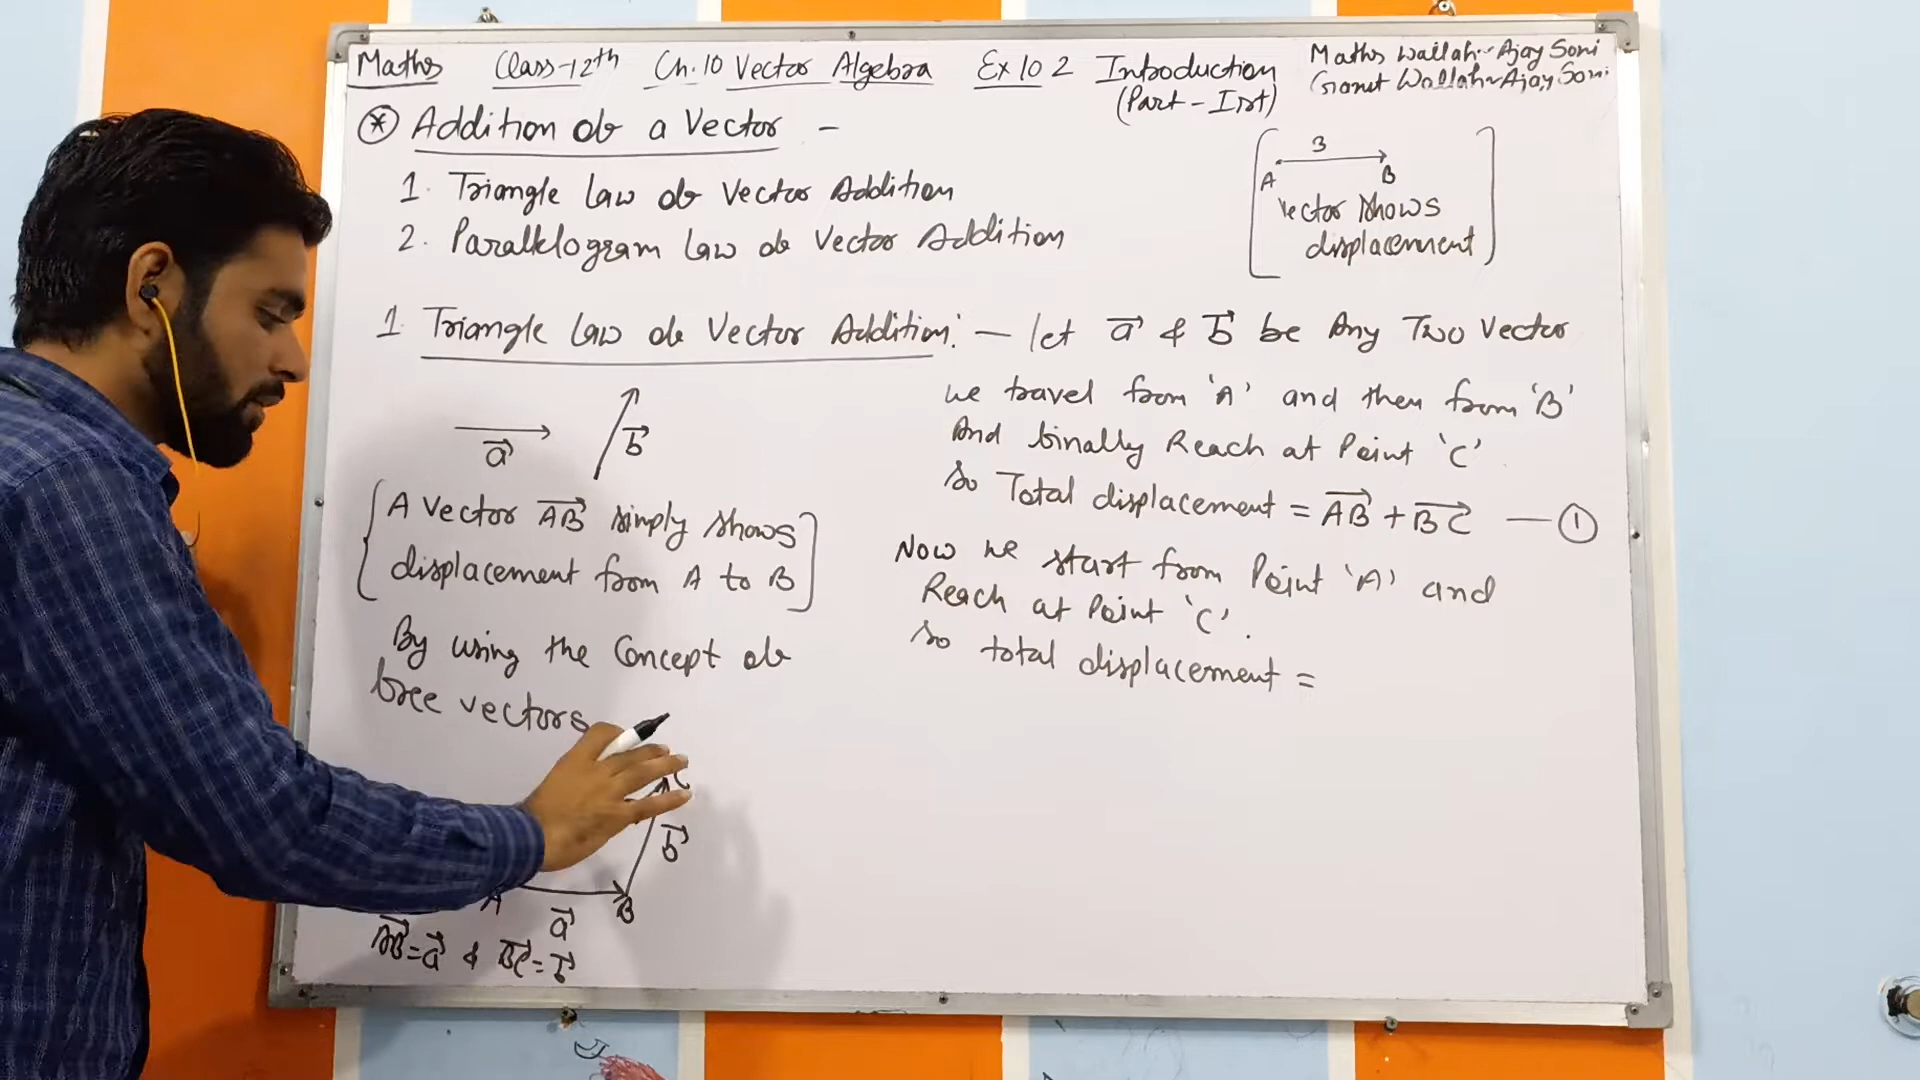 Maths Class-12th Ch.10 Vector Algebra Ex 10 2 Introduction
(Part-Ist)
Maths Wallah-Ajay Soni
Wallah-Ajay Soni
* Addition of a Vector -
1. Triangle Law of Vector Addition
2. Parallelogram Law of Vector Addition
3
A B
Vector shows
displacement
1. Triangle Law of Vector Addition:- let a⃗ & b⃗ be Any Two Vector
a⃗ b⃗
A Vector AB⃗ simply shows
displacement from A to B
By using the Concept of
free vectors
C
b⃗
A a⃗ B
AB⃗=a⃗ & BC⃗=b⃗
we travel from 'A' and then from 'B'
And finally Reach at Point 'C'
So Total displacement = AB⃗ + BC⃗ — 1
Now we start from Point 'A' and
Reach at Point 'C'.
So total displacement =